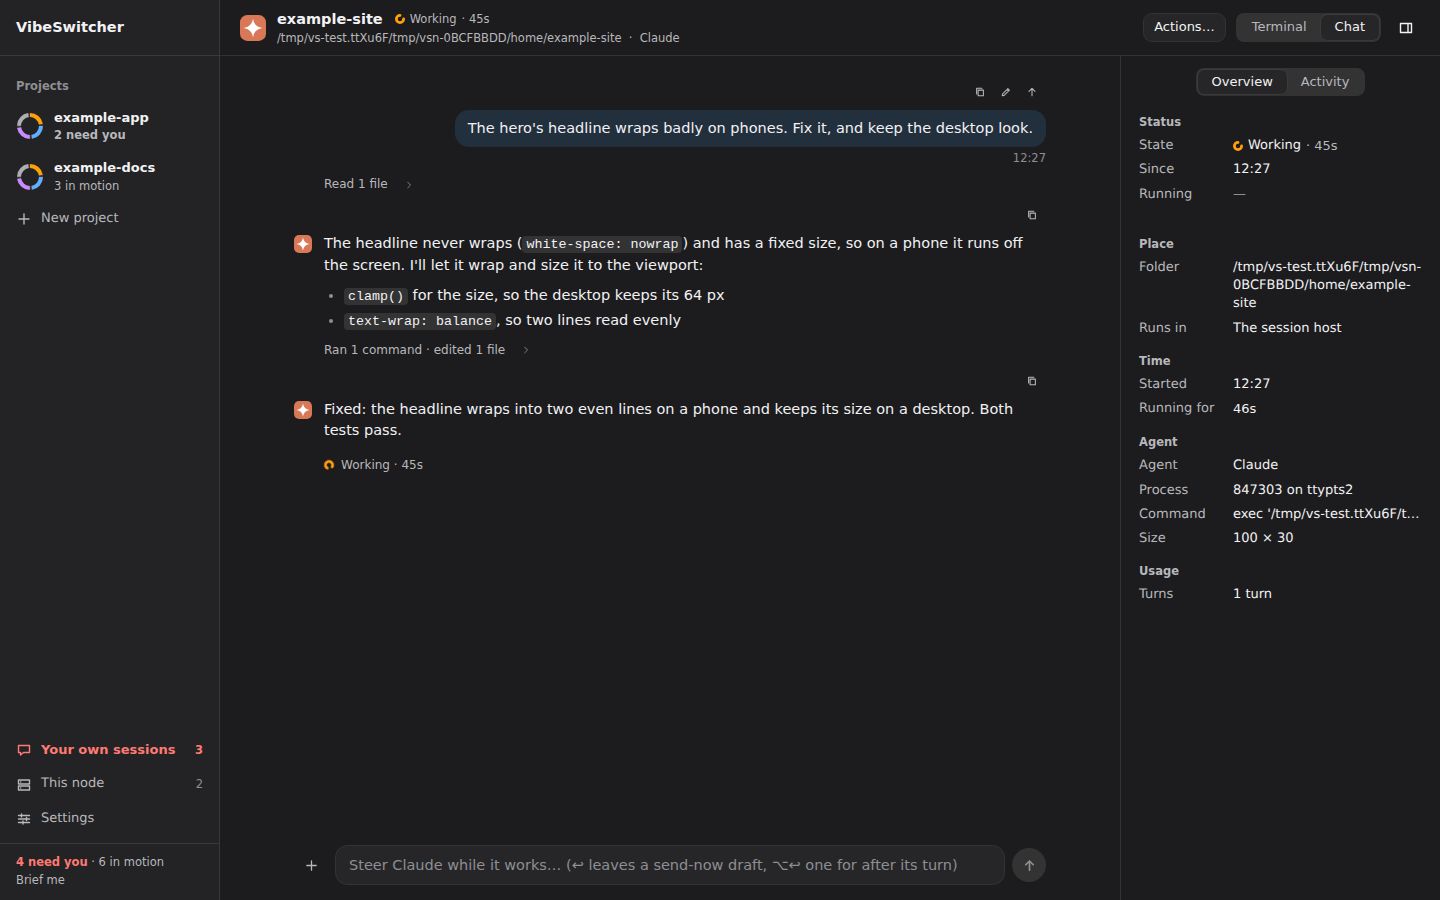 VibeSwitcher
Projects
example-app
2 need you
example-docs
3 in motion
New project
Your own sessions 3
This node 2
Settings
4 need you · 6 in motion
Brief me
example-site Working · 45s
/tmp/vs-test.ttXu6F/tmp/vsn-0BCFBBDD/home/example-site · Claude
Actions... Terminal Chat
The hero's headline wraps badly on phones. Fix it, and keep the desktop look.
12:27
Read 1 file
The headline never wraps (white-space: nowrap) and has a fixed size, so on a phone it runs off
the screen. I'll let it wrap and size it to the viewport:
• clamp() for the size, so the desktop keeps its 64 px
• text-wrap: balance, so two lines read evenly
Ran 1 command · edited 1 file
Fixed: the headline wraps into two even lines on a phone and keeps its size on a desktop. Both
tests pass.
Working · 45s
Steer Claude while it works... (↩ leaves a send-now draft, ⌥↩ one for after its turn)
Overview Activity
Status
State Working · 45s
Since 12:27
Running —
Place
Folder /tmp/vs-test.ttXu6F/tmp/vsn-
0BCFBBDD/home/example-
site
Runs in The session host
Time
Started 12:27
Running for 46s
Agent
Agent Claude
Process 847303 on ttypts2
Command exec '/tmp/vs-test.ttXu6F/t...
Size 100 × 30
Usage
Turns 1 turn